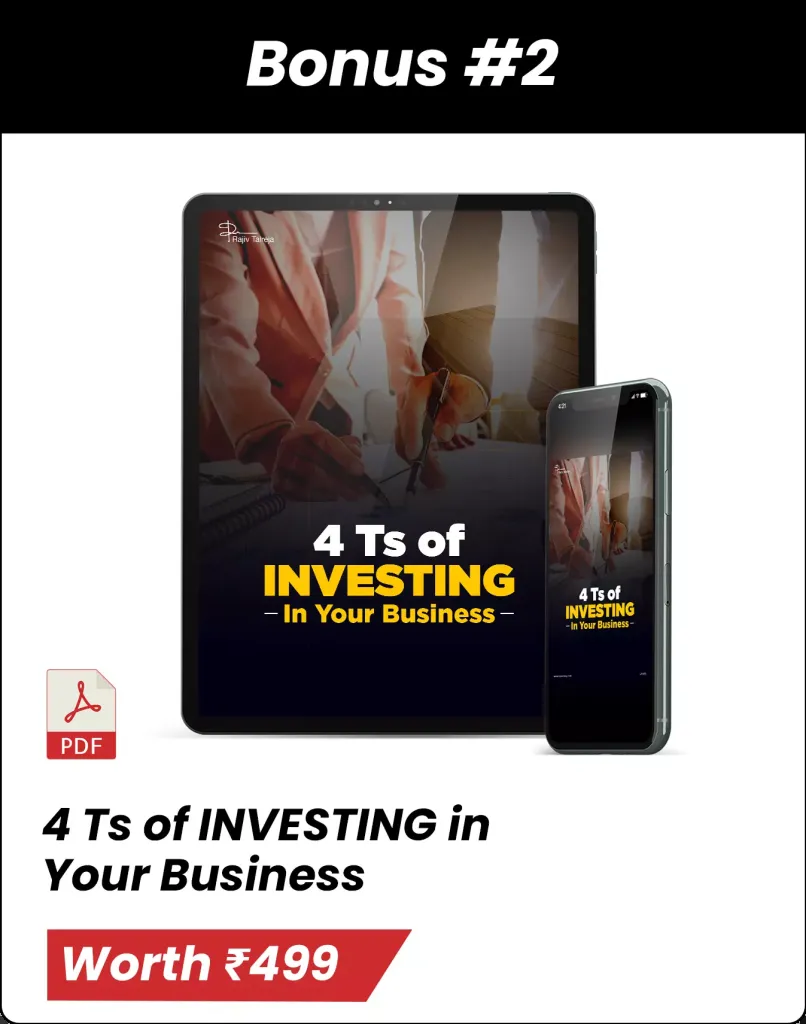 Bonus #2
Rajiv Talreja
4 Ts of
INVESTING
– In Your Business –
4:21
4 Ts of
INVESTING
– In Your Business –
PDF
4 Ts of INVESTING in
Your Business
Worth ₹499